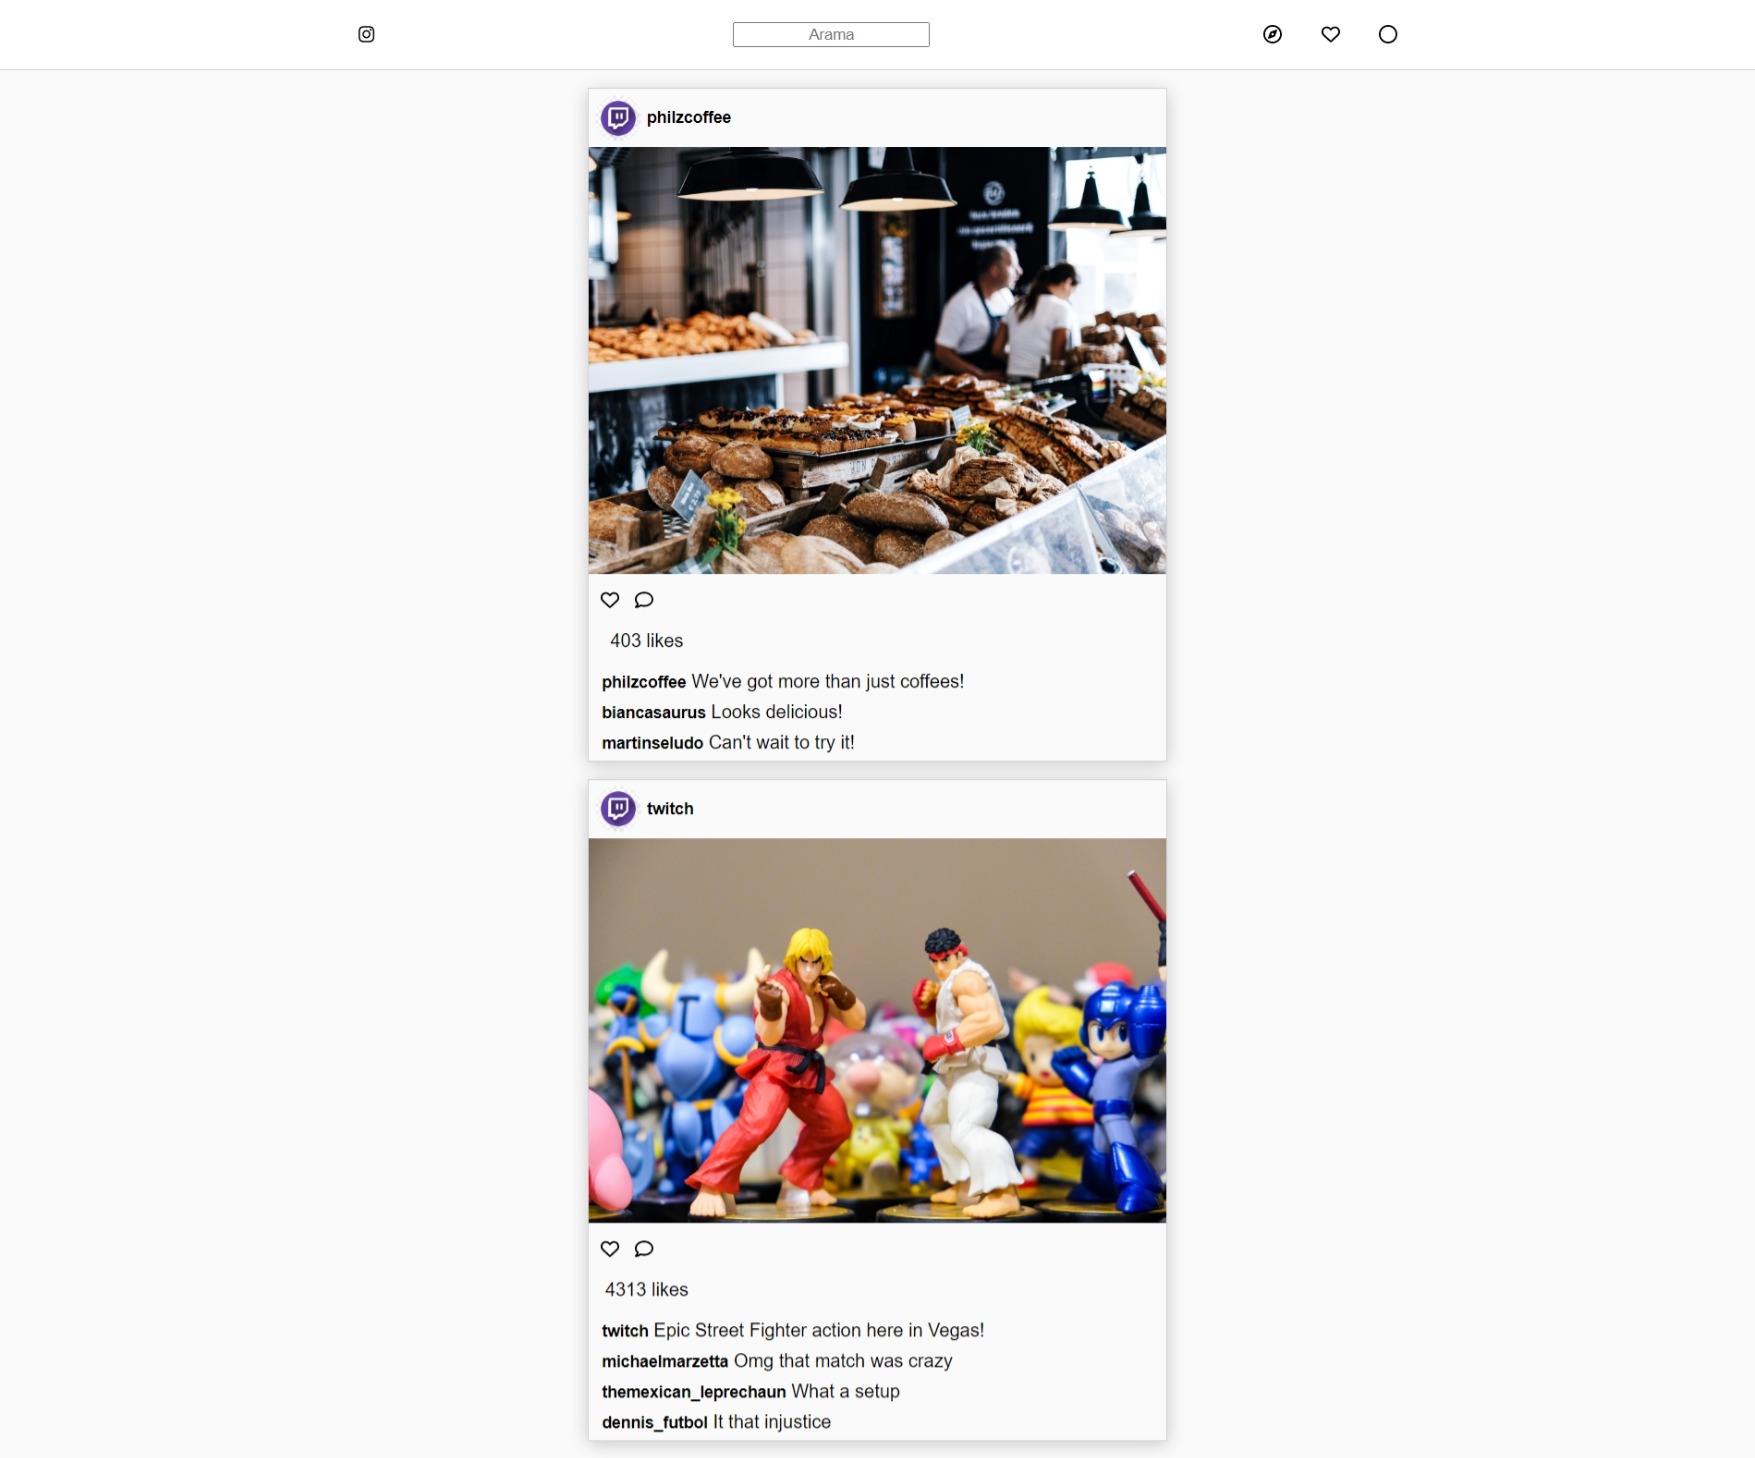 Arama
philzcoffee
403 likes
philzcoffee We've got more than just coffees!
biancasaurus Looks delicious!
martinseludo Can't wait to try it!
twitch
4313 likes
twitch Epic Street Fighter action here in Vegas!
michaelmarzetta Omg that match was crazy
themexican_leprechaun What a setup
dennis_futbol It that injustice